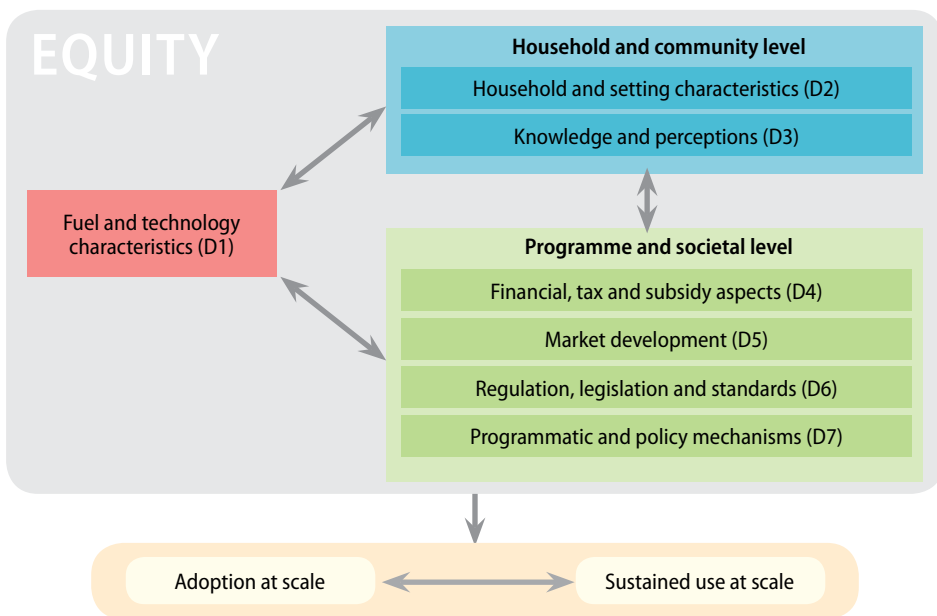 EQUITY
Household and community level
Household and setting characteristics (D2)
Knowledge and perceptions (D3)
Fuel and technology
characteristics (D1)
Programme and societal level
Financial, tax and subsidy aspects (D4)
Market development (D5)
Regulation, legislation and standards (D6)
Programmatic and policy mechanisms (D7)
Adoption at scale
Sustained use at scale